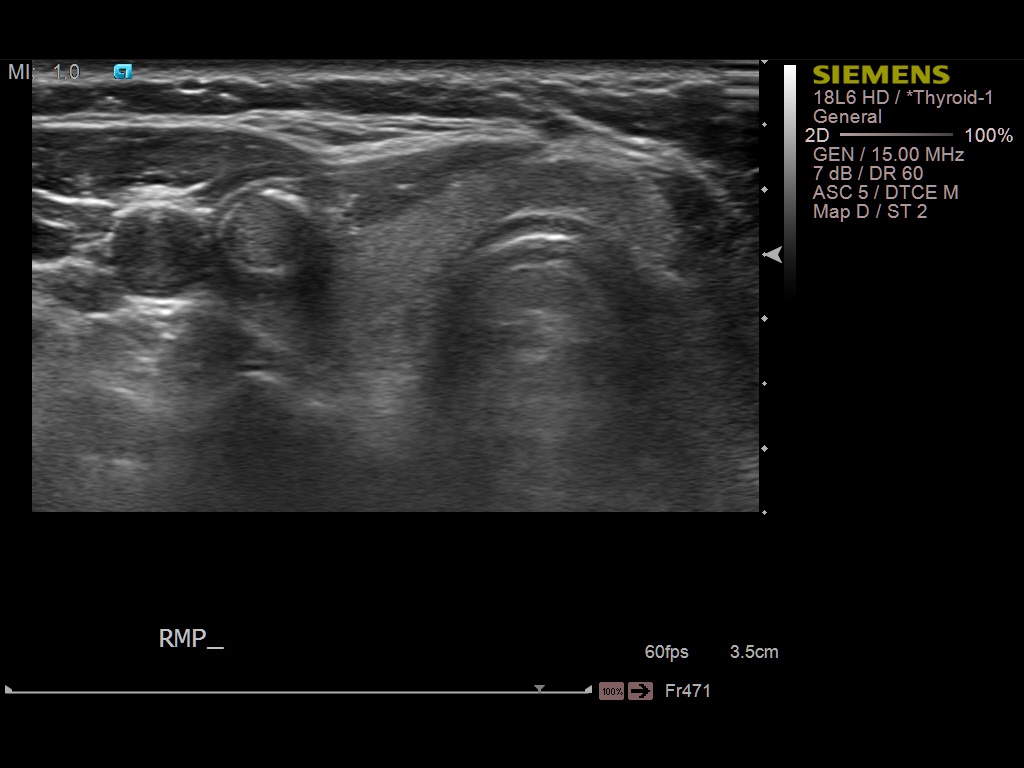 MI: 1.0
SIEMENS
18L6 HD / *Thyroid-1
General
2D 100%
GEN / 15.00 MHz
7 dB / DR 60
ASC 5 / DTCE M
Map D / ST 2
RMP_
60fps 3.5cm
100% Fr471